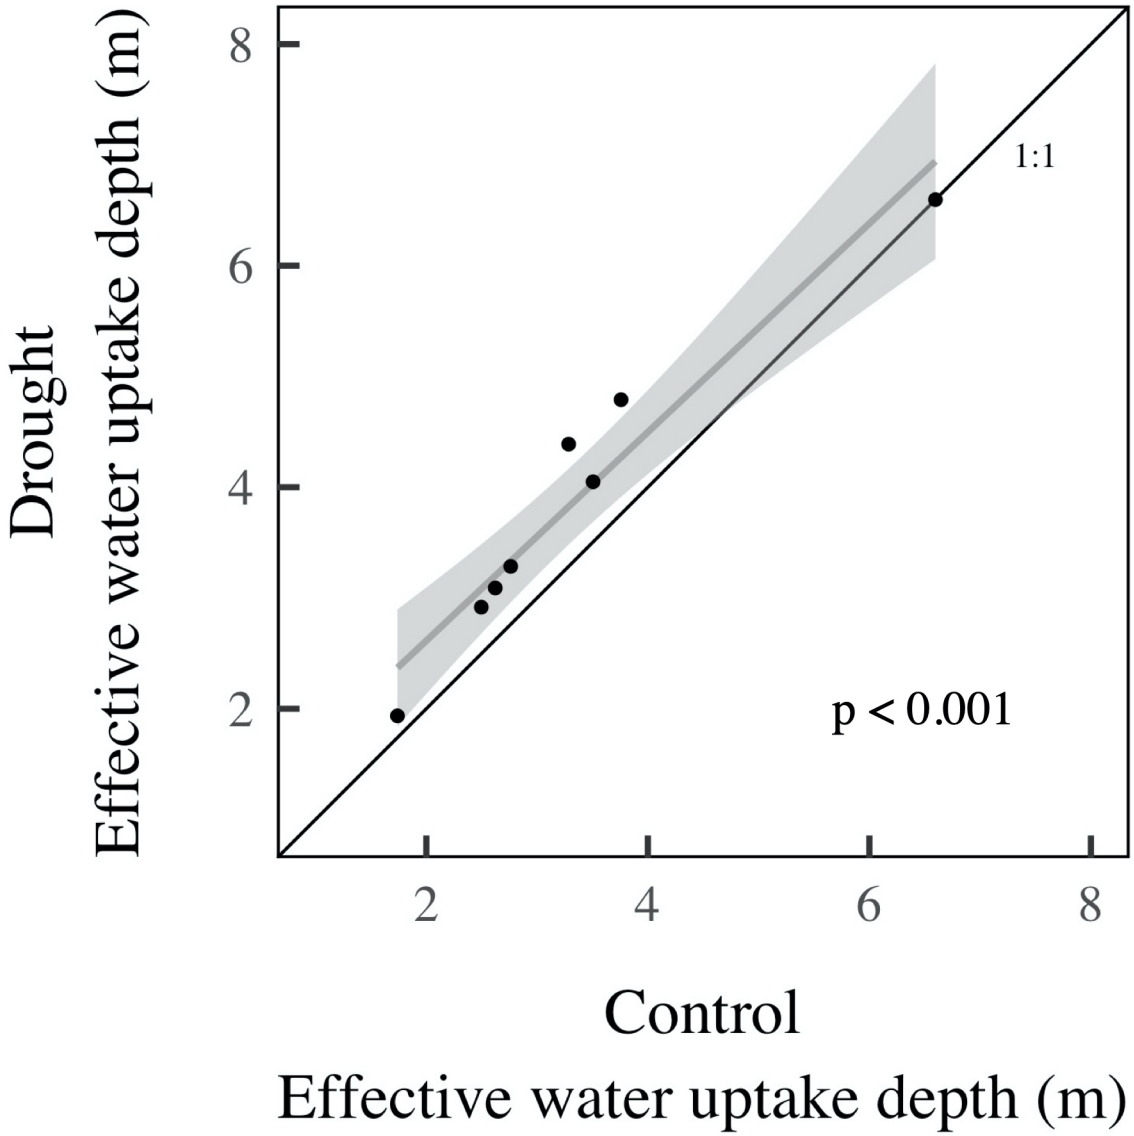 Drought
Effective water uptake depth (m)
8
6
4
2
1:1
p < 0.001
2 4 6 8
Control
Effective water uptake depth (m)